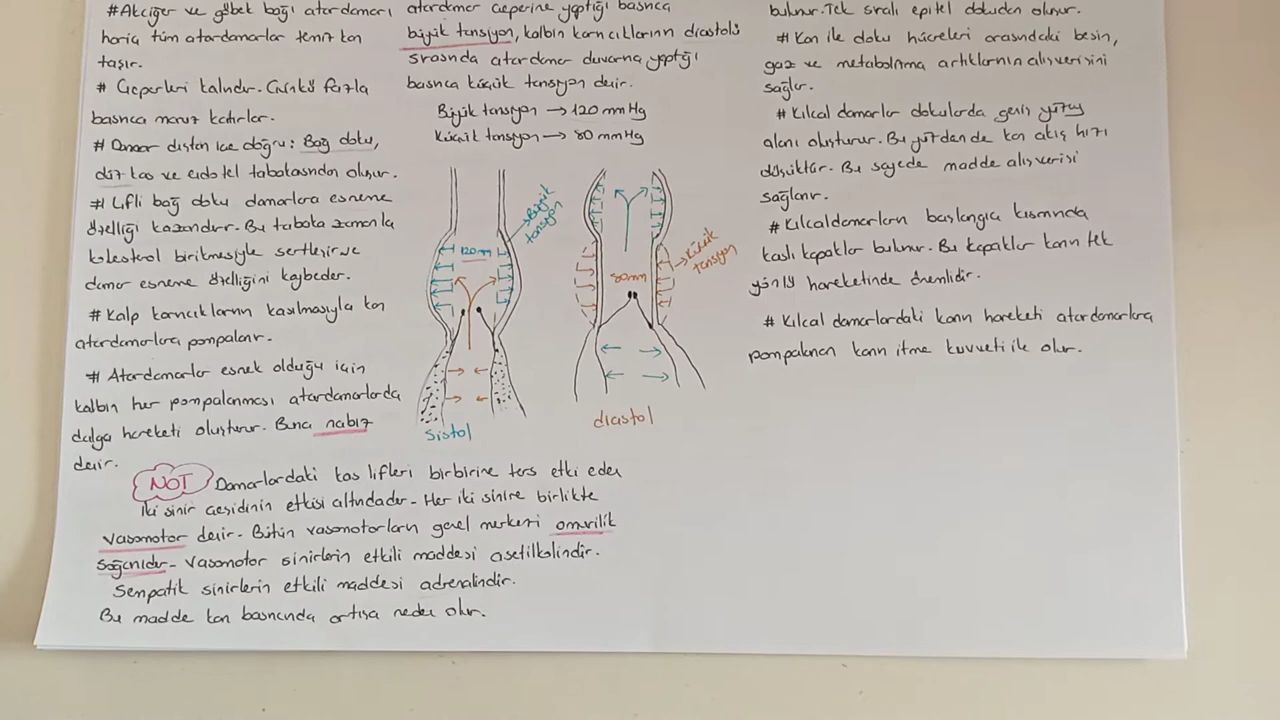 #Akciğer ve göbek bağı atardamarı
hariç tüm atardamarlar temiz kan
taşır.
# Çeperleri kalındır. Çünkü fazla
basınca maruz kalırlar.
# Damar dıştan içe doğru: Bağ doku,
düz kas ve endotel tabakasından oluşur.
# Lifli bağ doku damarlara esneme
özelliği kazandırır. Bu tabaka zamanla
kolestrol birikmesiyle sertleşir ve
damar esneme özelliğini kaybeder.
# Kalp karıncıkların kasılmasıyla kan
atardamarlara pompalanır.
# Atardamarlar esnek olduğu için
kalbin her pompalanması atardamarlarda
dalga hareketi oluşturur. Buna nabız
denir.
atardamar çeperine yaptığı basınca
büyük tansiyon, kalbin karıncıklarının diastolü
sırasında atardamar duvarına yaptığı
basınca küçük tansiyon denir.
Büyük tansiyon → 120 mmHg
Küçük tansiyon → 80 mmHg
Büyük
tansiyon
120mm
sistol
Küçük
tansiyon
80mm
diastol
NOT Damarlardaki kas lifleri birbirine ters etki eden
iki sinir çeşidinin etkisi altındadır. Her iki sinire birlikte
vasomotor denir. Bütün vasomotorların genel merkezi omurilik
soğanıdır. Vasomotor sinirlerin etkili maddesi asetilkolindir.
Senpatik sinirlerin etkili maddesi adrenalindir.
Bu madde kan basıncında artışa neden olur.
bulunur. Tek sıralı epitel dokudan oluşur.
# Kan ile doku hücreleri arasındaki besin,
gaz ve metabolizma artıklarının alışverişini
sağlar.
# Kılcal damarlar dokularda geniş yüzey
alanı oluşturur. Bu yüzden de kan akış hızı
düşüktür. Bu sayede madde alışverişi
sağlanır.
# Kılcal damarların başlangıç kısmında
kaslı kapaklar bulunur. Bu kapaklar kanın tek
yönlü hareketinde önemlidir.
# Kılcal damarlardaki kanın hareketi atardamarlara
pompalanan kanın itme kuvveti ile olur.